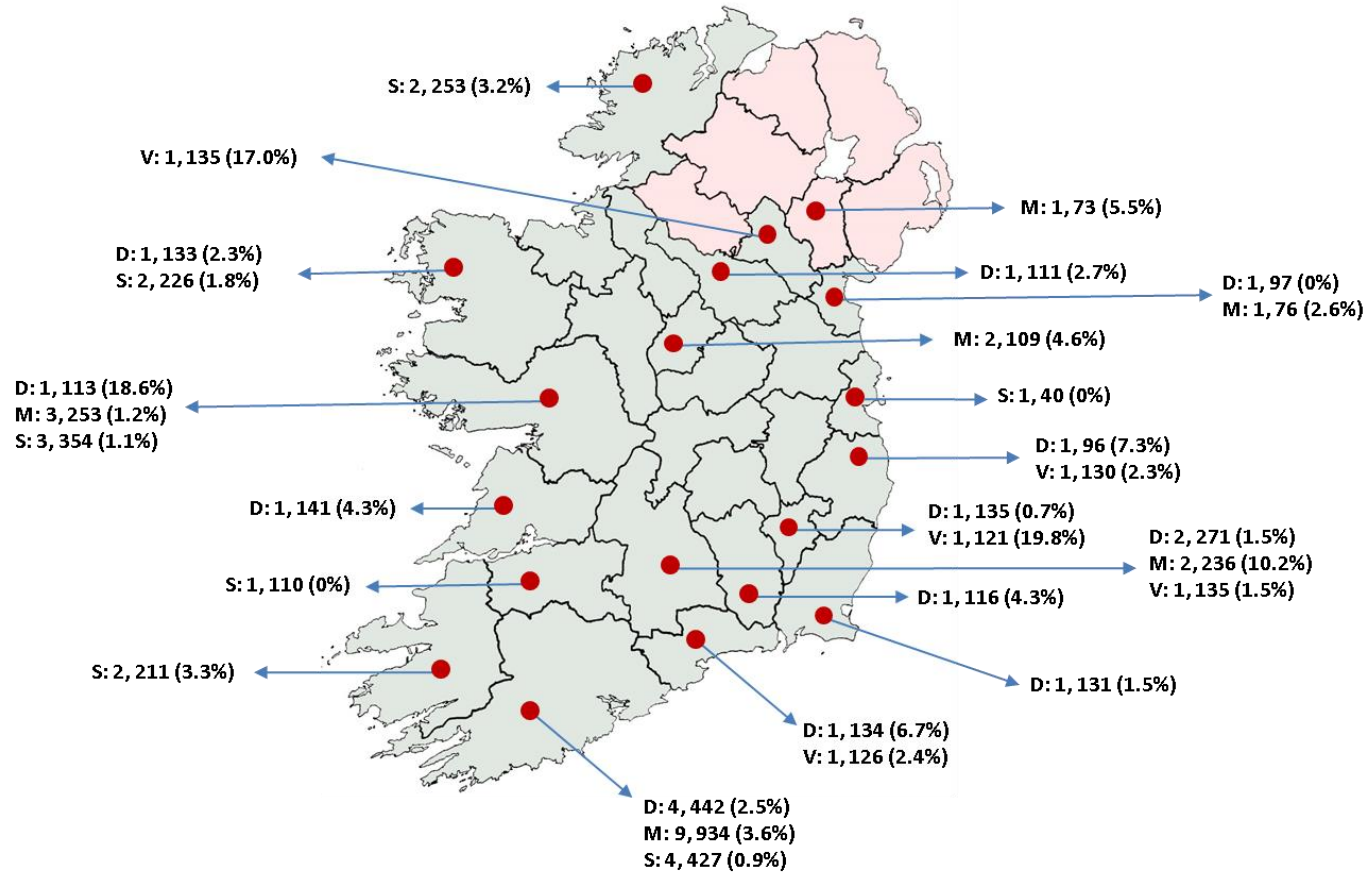 S: 2, 253 (3.2%)
V: 1, 135 (17.0%)
M: 1, 73 (5.5%)
D: 1, 133 (2.3%)
S: 2, 226 (1.8%)
D: 1, 111 (2.7%)
D: 1, 97 (0%)
M: 1, 76 (2.6%)
M: 2, 109 (4.6%)
D: 1, 113 (18.6%)
M: 3, 253 (1.2%)
S: 3, 354 (1.1%)
S: 1, 40 (0%)
D: 1, 96 (7.3%)
V: 1, 130 (2.3%)
D: 1, 141 (4.3%)
D: 1, 135 (0.7%)
V: 1, 121 (19.8%)
D: 2, 271 (1.5%)
M: 2, 236 (10.2%)
V: 1, 135 (1.5%)
S: 1, 110 (0%)
D: 1, 116 (4.3%)
S: 2, 211 (3.3%)
D: 1, 131 (1.5%)
D: 1, 134 (6.7%)
V: 1, 126 (2.4%)
D: 4, 442 (2.5%)
M: 9, 934 (3.6%)
S: 4, 427 (0.9%)